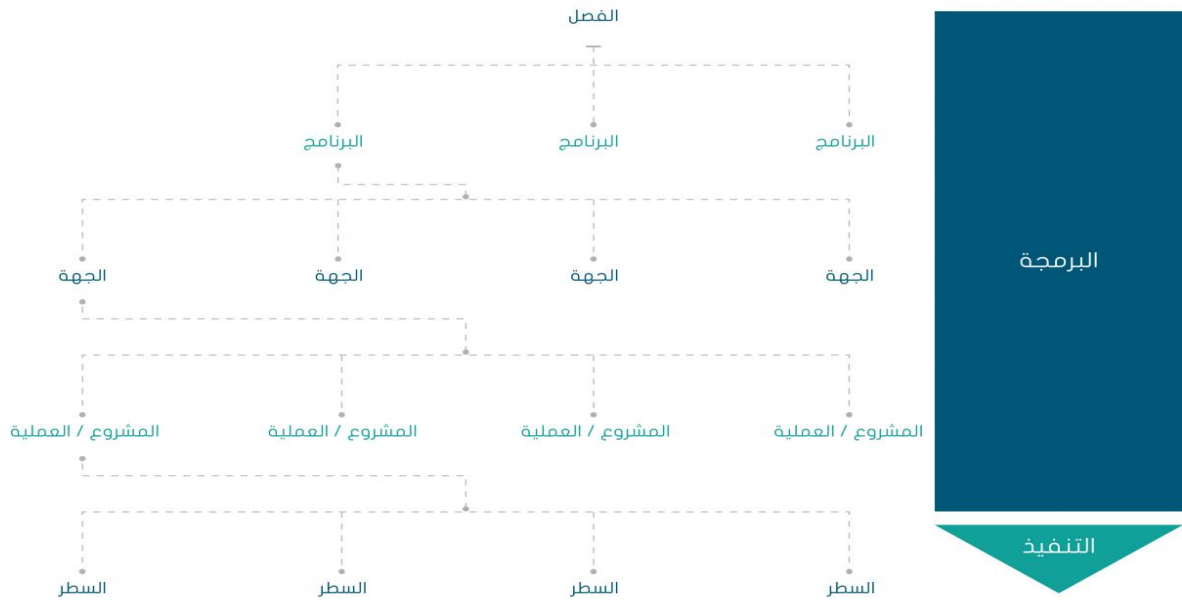 الفصل
البرنامج
البرنامج
البرنامج
الجهة
الجهة
الجهة
الجهة
البرمجة
المشروع / العملية
المشروع / العملية
المشروع / العملية
المشروع / العملية
التنفيذ
السطر
السطر
السطر
السطر